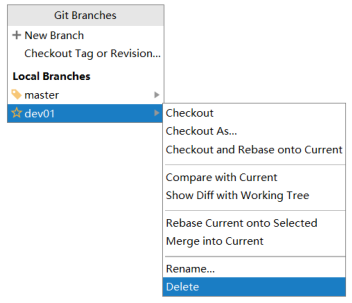 Git Branches
+ New Branch
Checkout Tag or Revision...
Local Branches
master
dev01
Checkout
Checkout As...
Checkout and Rebase onto Current
Compare with Current
Show Diff with Working Tree
Rebase Current onto Selected
Merge into Current
Rename...
Delete